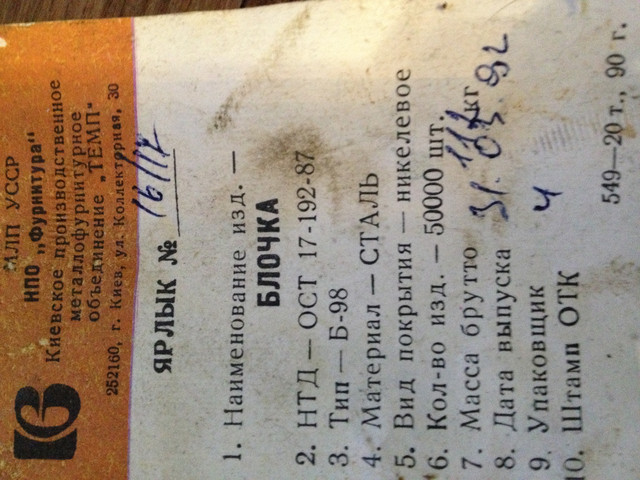 МЛП УССР
НПО „Фурнитура"
Киевское производственное
металлофурнитурное
объединение „ТЕМП"
252160, г. Киев, ул. Коллекторная, 30
ЯРЛЫК № 16/17
1. Наименование изд. —
БЛОЧКА
2. НТД — ОСТ 17-192-87
3. Тип — Б-98
4. Материал — СТАЛЬ
5. Вид покрытия — никелевое
6. Кол-во изд. — 50000 шт.
7. Масса брутто кг
8. Дата выпуска 31. 03. 92
9. Упаковщик 4
10. Штамп ОТК
549—20 т., 90 г.